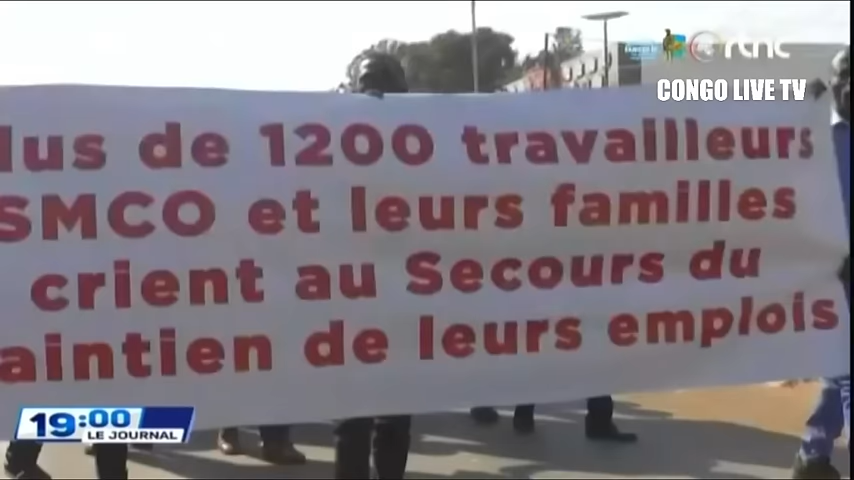 rtnc
CONGO LIVE TV
lus de 1200 travailleurs
SMCO et leurs familles
crient au Secours du
aintien de leurs emplois
19:00
LE JOURNAL